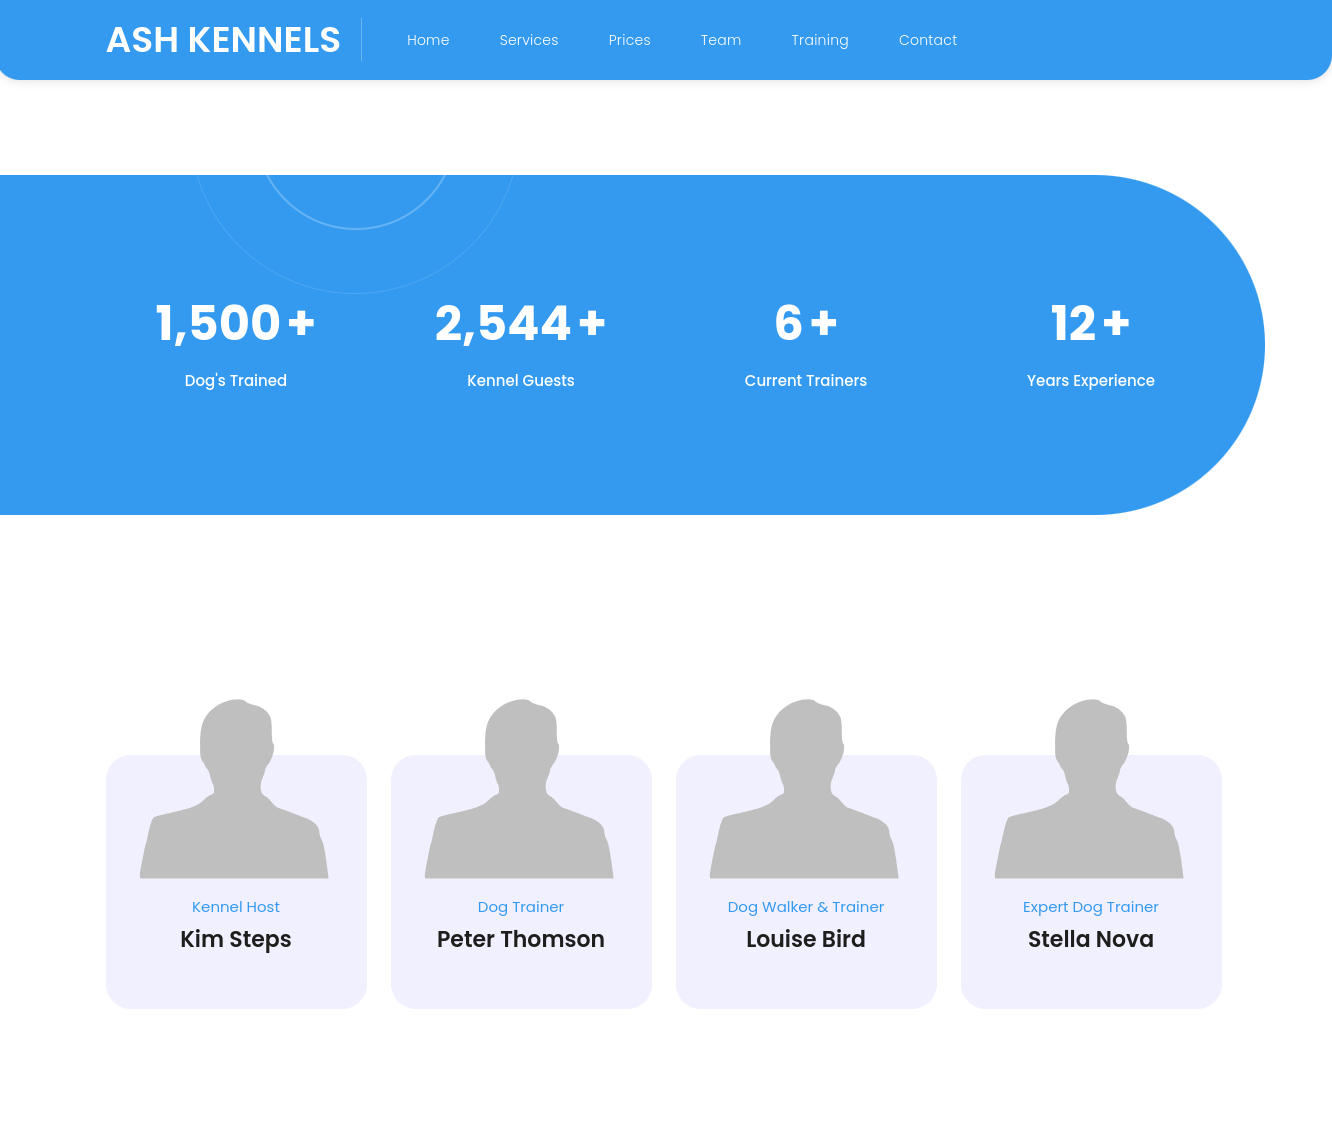 ASH KENNELS
Home Services Prices Team Training Contact
1,500+ 2,544+ 6+ 12+
Dog's Trained Kennel Guests Current Trainers Years Experience
Kennel Host Dog Trainer Dog Walker & Trainer Expert Dog Trainer
Kim Steps Peter Thomson Louise Bird Stella Nova